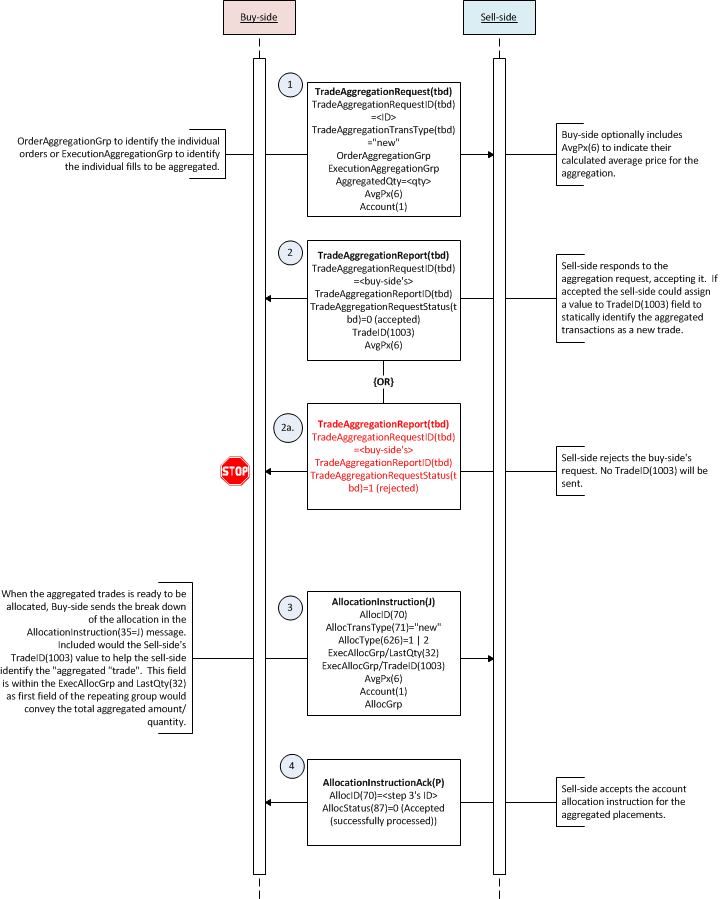 Buy-side
Sell-side
1
TradeAggregationRequest(tbd)
TradeAggregationRequestID(tbd)
=<ID>
TradeAggregationTransType(tbd)
="new"
OrderAggregationGrp
ExecutionAggregationGrp
AggregatedQty=<qty>
AvgPx(6)
Account(1)
OrderAggregationGrp to identify the individual
orders or ExecutionAggregationGrp to identify
the individual fills to be aggregated.
Buy-side optionally includes
AvgPx(6) to indicate their
calculated average price for the
aggregation.
2
TradeAggregationReport(tbd)
TradeAggregationRequestID(tbd)
=<buy-side's>
TradeAggregationReportID(tbd)
TradeAggregationRequestStatus(t
bd)=0 (accepted)
TradeID(1003)
AvgPx(6)
Sell-side responds to the
aggregation request, accepting it. If
accepted the sell-side could assign
a value to TradeID(1003) field to
statically identify the aggregated
transactions as a new trade.
{OR}
2a.
TradeAggregationReport(tbd)
TradeAggregationRequestID(tbd)
=<buy-side's>
TradeAggregationReportID(tbd)
TradeAggregationRequestStatus(t
bd)=1 (rejected)
STOP
Sell-side rejects the buy-side's
request. No TradeID(1003) will be
sent.
When the aggregated trades is ready to be
allocated, Buy-side sends the break down
of the allocation in the
AllocationInstruction(35=J) message.
Included would the Sell-side's
TradeID(1003) value to help the sell-side
identify the "aggregated "trade". This field
is within the ExecAllocGrp and LastQty(32)
as first field of the repeating group would
convey the total aggregated amount/
quantity.
3
AllocationInstruction(J)
AllocID(70)
AllocTransType(71)="new"
AllocType(626)=1 | 2
ExecAllocGrp/LastQty(32)
ExecAllocGrp/TradeID(1003)
AvgPx(6)
Account(1)
AllocGrp
4
AllocationInstructionAck(P)
AllocID(70)=<step 3's ID>
AllocStatus(87)=0 (Accepted
(successfully processed))
Sell-side accepts the account
allocation instruction for the
aggregated placements.